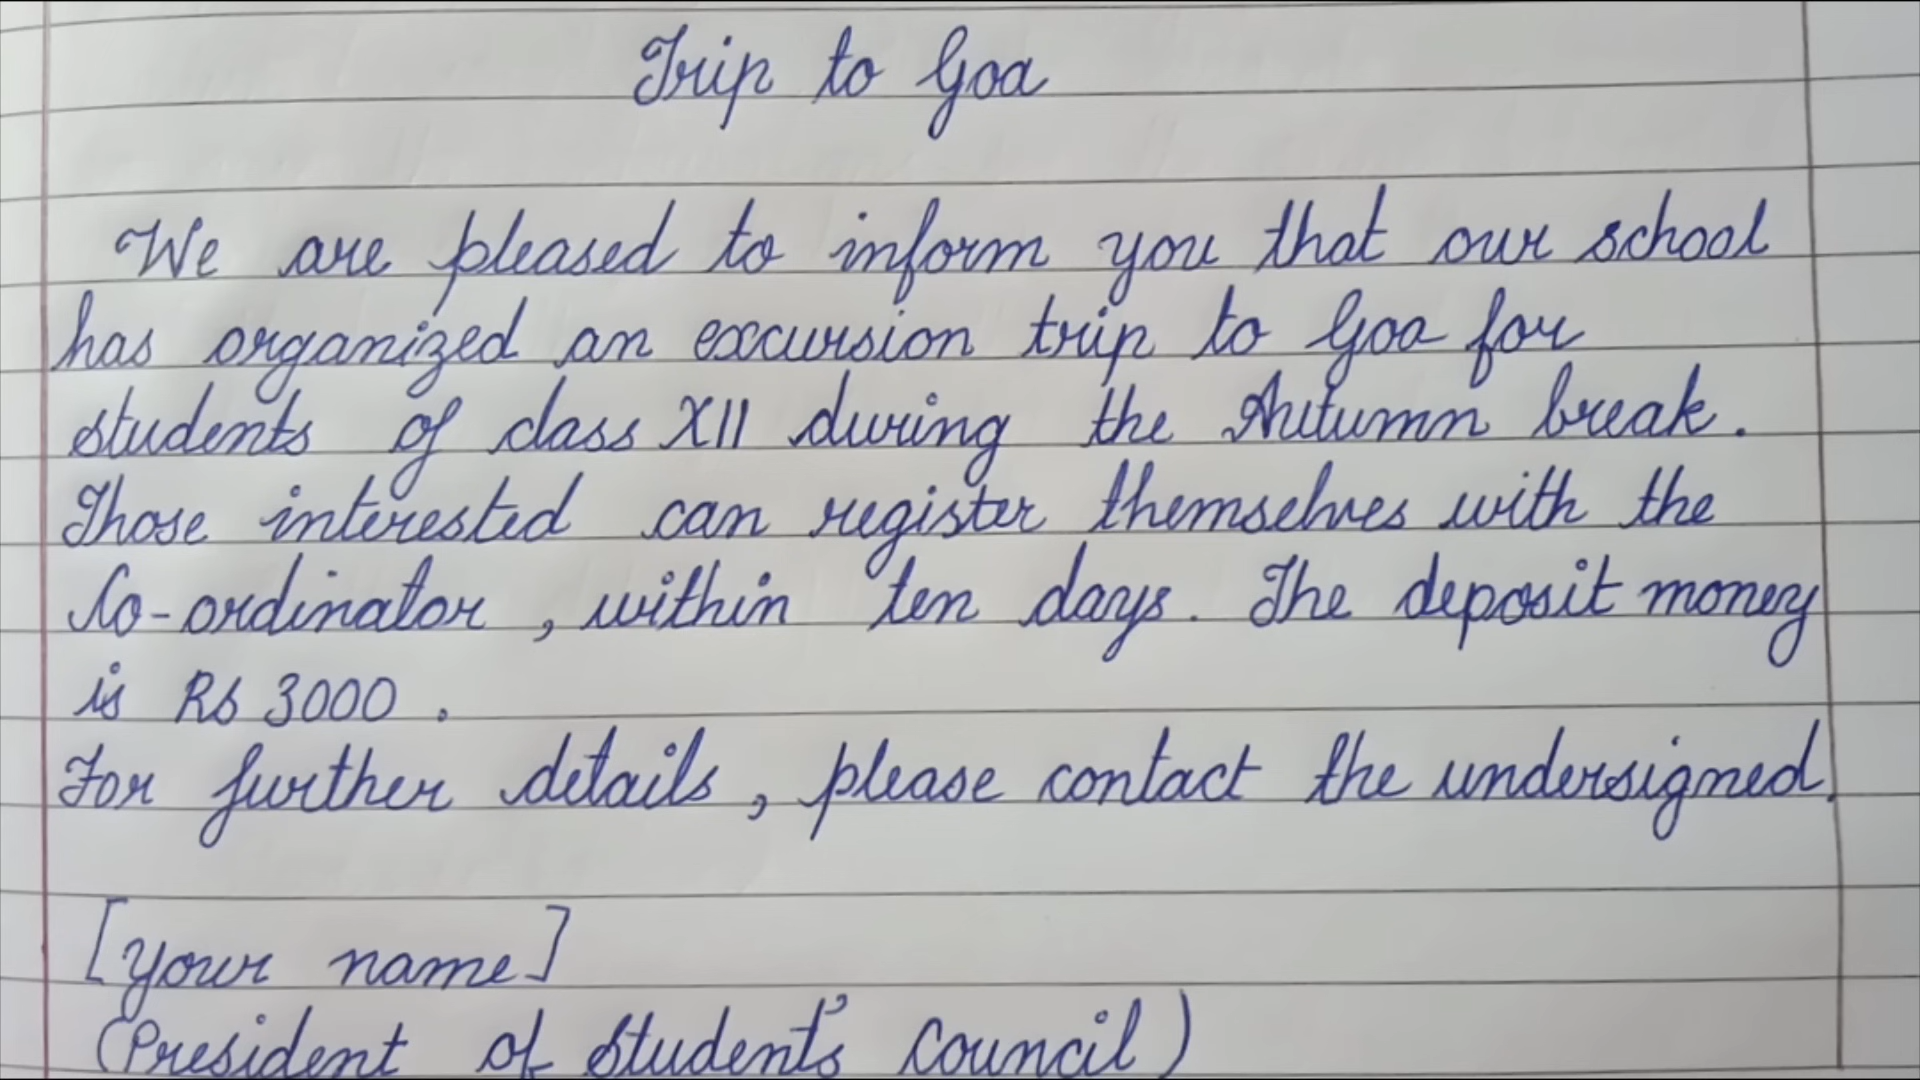 Trip to Goa
We are pleased to inform you that our school
has organized an excursion trip to Goa for
students of class XII during the Autumn break.
Those interested can register themselves with the
Co-ordinator, within ten days. The deposit money
is Rs 3000.
For further details, please contact the undersigned.
[Your name]
(President of Student's Council)